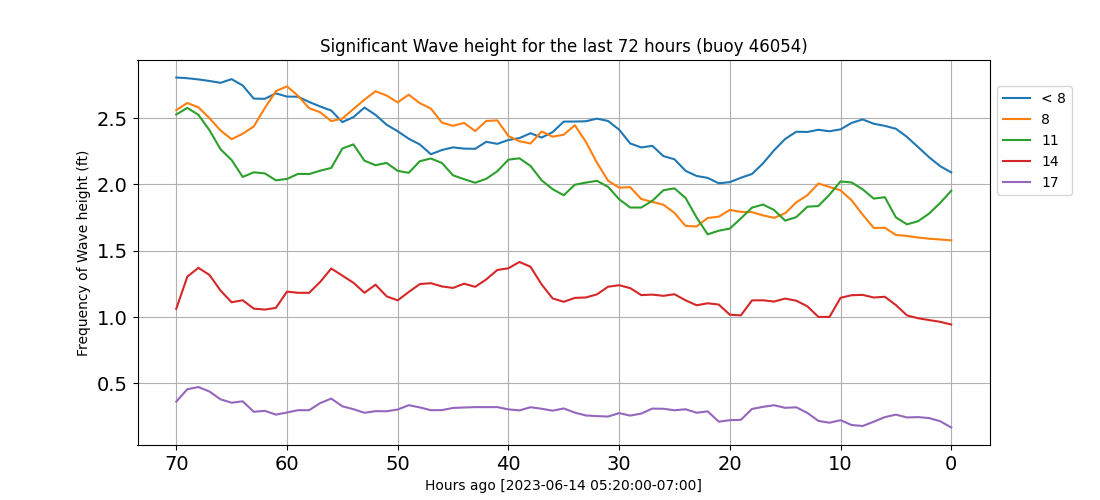 Significant Wave height for the last 72 hours (buoy 46054)
Frequency of Wave height (ft)
2.5
2.0
1.5
1.0
0.5
70 60 50 40 30 20 10 0
Hours ago [2023-06-14 05:20:00-07:00]
< 8
8
11
14
17